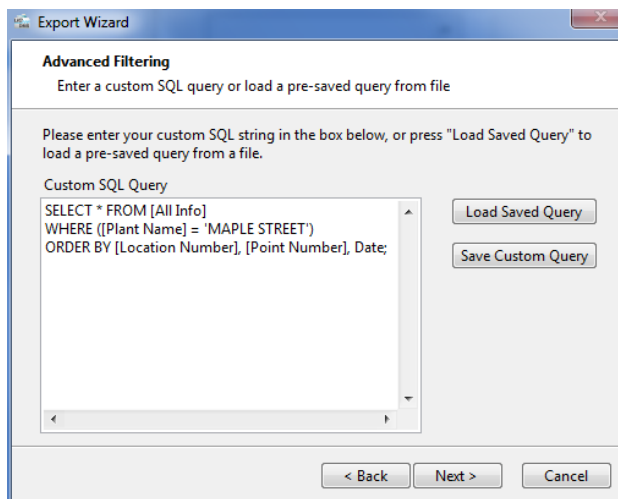 Export Wizard
Advanced Filtering
Enter a custom SQL query or load a pre-saved query from file
Please enter your custom SQL string in the box below, or press "Load Saved Query" to
load a pre-saved query from a file.
Custom SQL Query
SELECT * FROM [All Info]
WHERE ([Plant Name] = 'MAPLE STREET')
ORDER BY [Location Number], [Point Number], Date;
Load Saved Query
Save Custom Query
< Back
Next >
Cancel